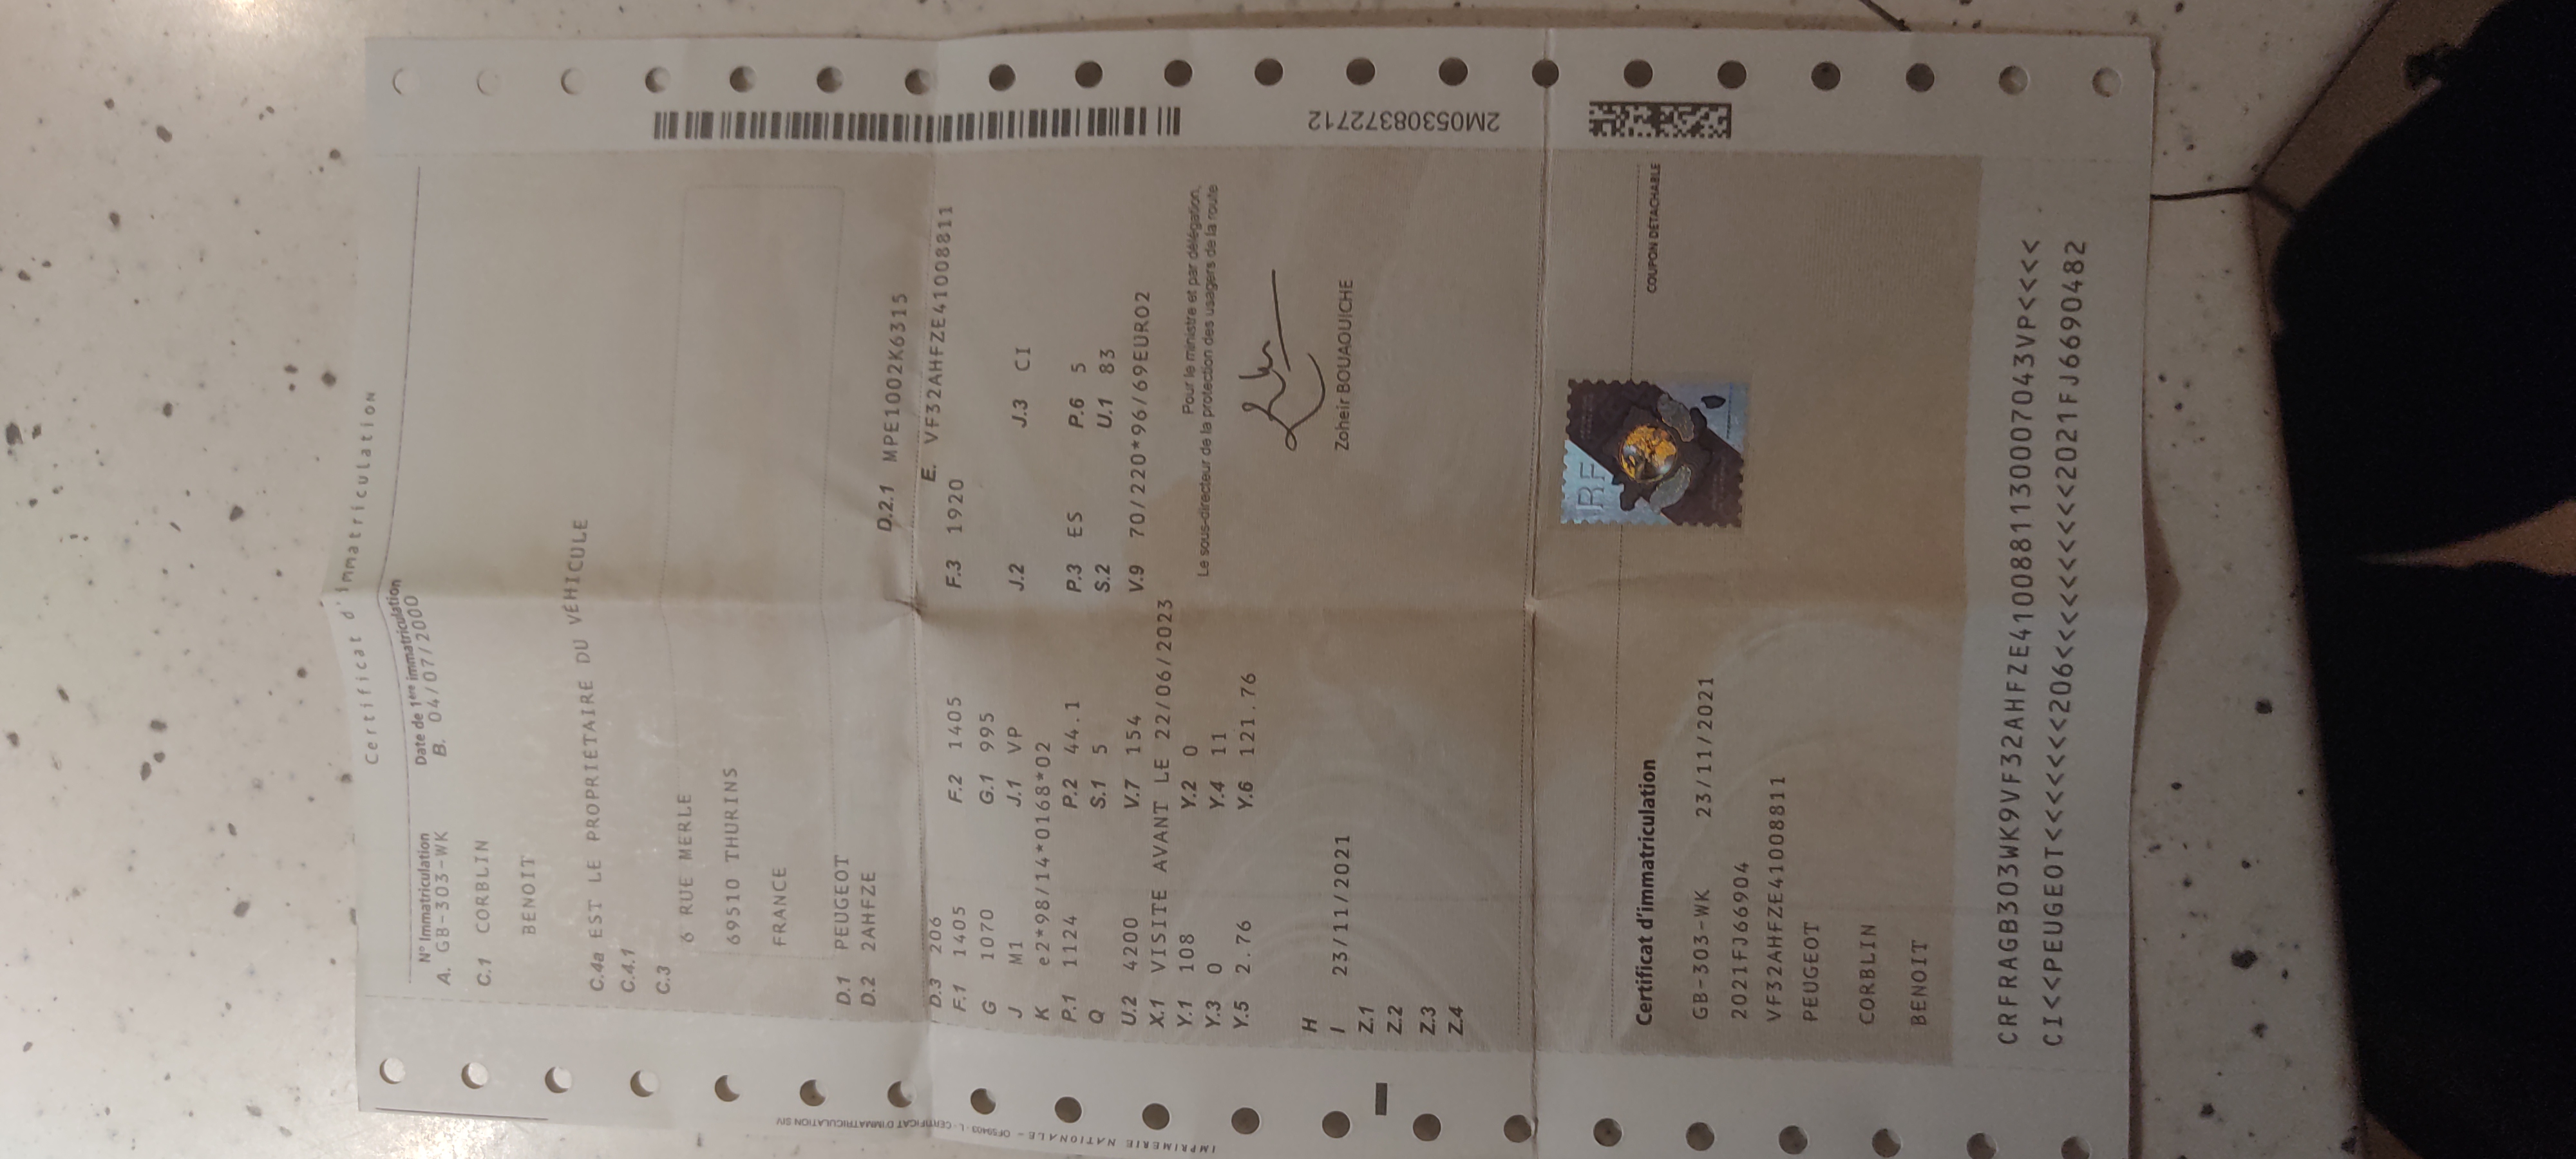 Certificat d'immatriculation
N° Immatriculation Date de 1ère immatriculation
A. GB-303-WK B. 04/07/2000
C.1 CORBLIN
BENOIT
C.4a EST LE PROPRIÉTAIRE DU VÉHICULE
C.4.1
C.3
6 RUE MERLE
69510 THURINS
FRANCE
D.1 PEUGEOT
D.2 2AHFZE
D.2.1 MPE1002K6315
D.3 206 E. VF32AHFZE41008811
F.1 1405 F.2 1405 F.3 1920
G 1070 G.1 995
J M1 J.1 VP J.2 J.3 CI
K e2*98/14*0168*02
P.1 1124 P.2 44.1 P.3 ES P.6 5
Q S.1 5 S.2 U.1 83
U.2 4200 V.7 154 V.9 70/220*96/69EURO2
X.1 VISITE AVANT LE 22/06/2023
Y.1 108 Y.2 0
Y.3 0 Y.4 11
Y.5 2.76 Y.6 121.76
Pour le ministre et par délégation,
Le sous-directeur de la protection des usagers de la route
Zoheir BOUAOUICHE
H
I 23/11/2021
Z.1
Z.2
Z.3
Z.4
RF
Certificat d'immatriculation
COUPON DÉTACHABLE
GB-303-WK 23/11/2021
2021FJ66904
VF32AHFZE41008811
PEUGEOT
CORBLIN
BENOIT
CRFRAGB303WK9VF32AHFZE4100881130007043VP<<<<
CI<<PEUGEOT<<<<<<<206<<<<<<<<<<2021FJ6690482
2M05308372712
IMPRIMERIE NATIONALE - L - CERTIFICAT D'IMMATRICULATION SIV